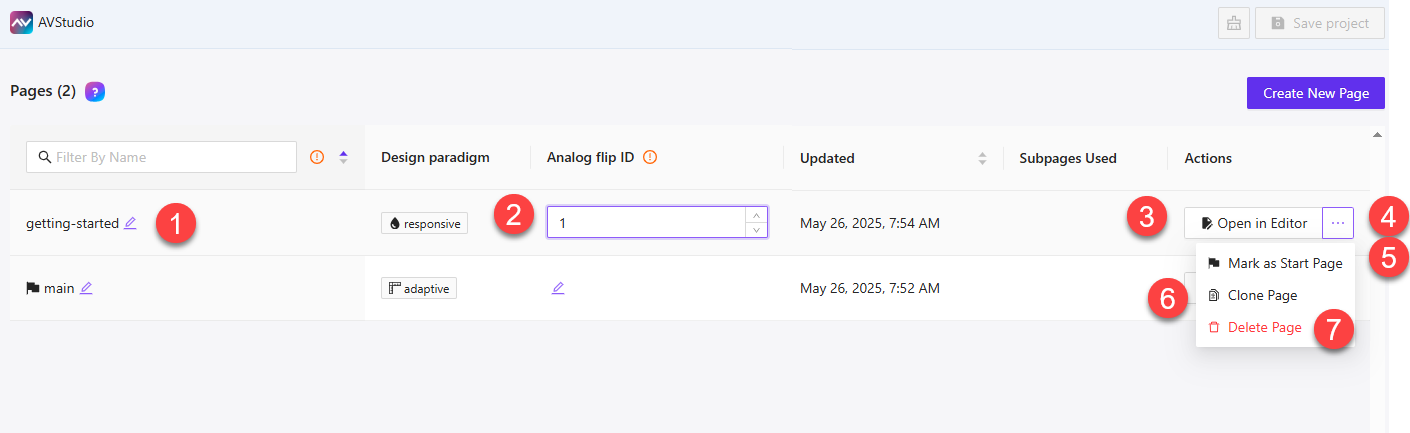 AVStudio
Save project
Pages (2) ?
Create New Page
Filter By Name
Design paradigm
Analog flip ID
Updated
Subpages Used
Actions
getting-started
1
responsive
2
1
May 26, 2025, 7:54 AM
3
Open in Editor
...
4
5
Mark as Start Page
main
adaptive
May 26, 2025, 7:52 AM
6
Clone Page
Delete Page
7